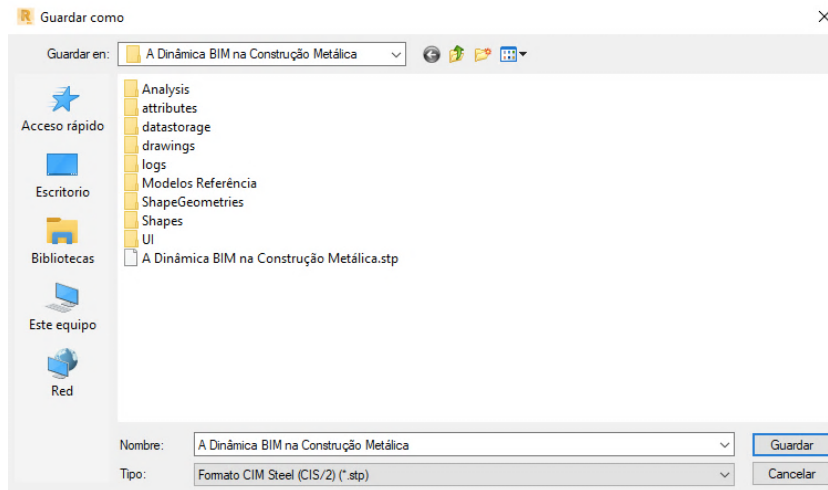 Guardar como
Guardar en: A Dinâmica BIM na Construção Metálica
Acceso rápido
Escritorio
Bibliotecas
Este equipo
Red
Analysis
attributes
datastorage
drawings
logs
Modelos Referência
ShapeGeometries
Shapes
UI
A Dinâmica BIM na Construção Metálica.stp
Nombre: A Dinâmica BIM na Construção Metálica Guardar
Tipo: Formato CIM Steel (CIS/2) (*.stp) Cancelar